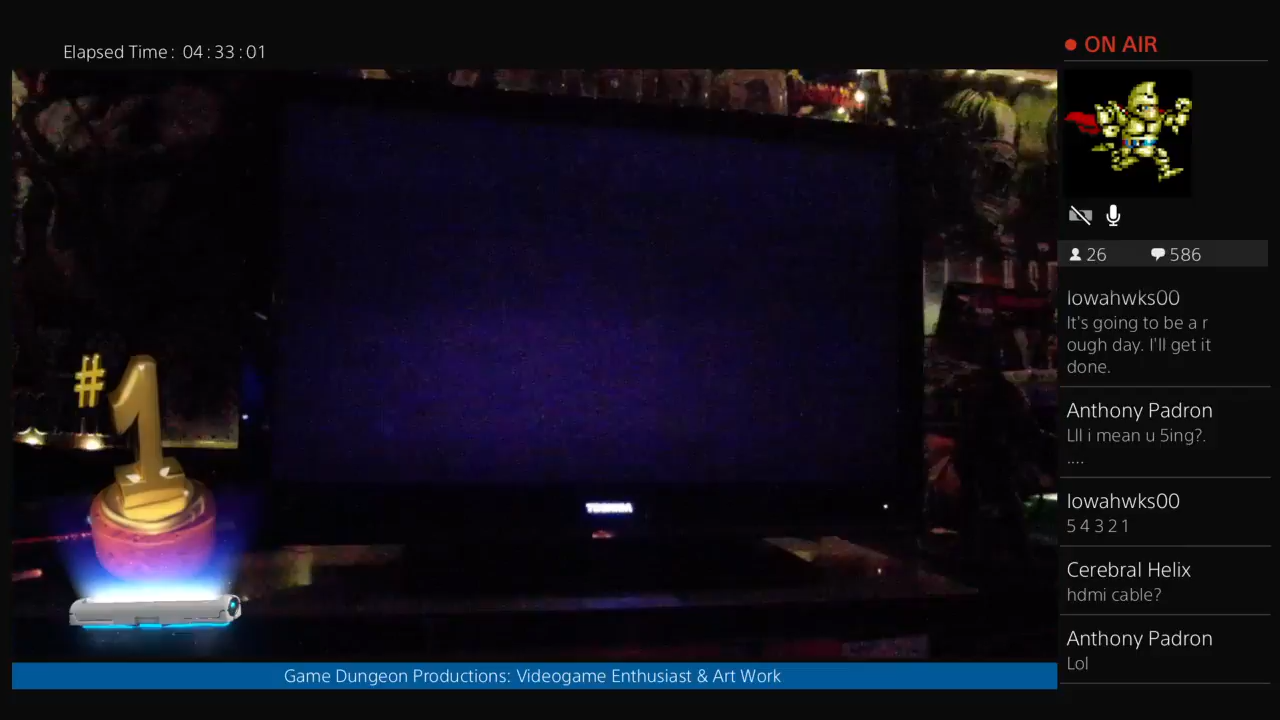 Elapsed Time: 04:33:01
ON AIR
26 586
Iowahwks00
It's going to be a r
ough day. I'll get it
done.
Anthony Padron
Lll i mean u 5ing?.
....
Iowahwks00
5 4 3 2 1
Cerebral Helix
hdmi cable?
Anthony Padron
Lol
#1
TOSHIBA
Game Dungeon Productions: Videogame Enthusiast & Art Work